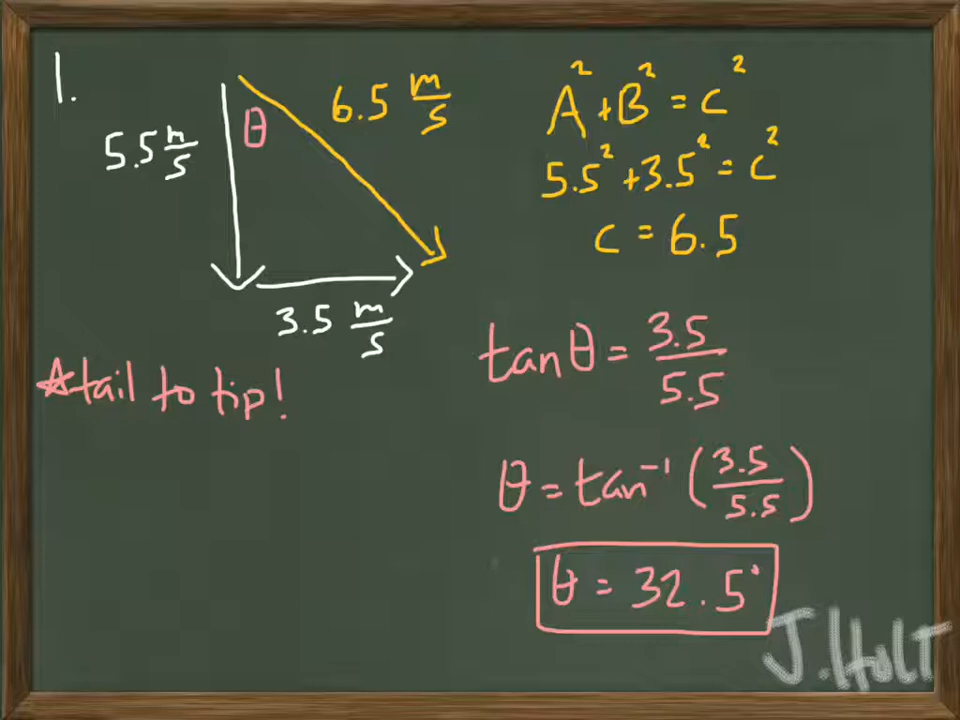 1.
5.5 m/s
θ
6.5 m/s
3.5 m/s
☆tail to tip!
A² + B² = c²
5.5² + 3.5² = c²
c = 6.5
tan θ = 3.5/5.5
θ = tan⁻¹ (3.5/5.5)
θ = 32.5°
J.Holt